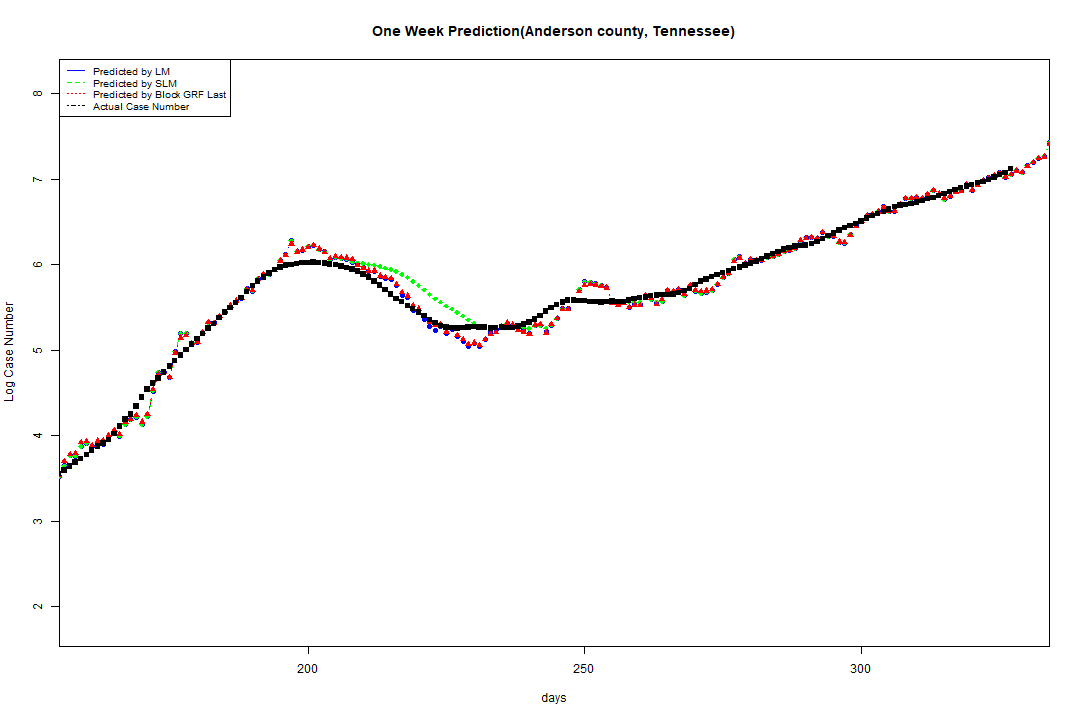 One Week Prediction(Anderson county, Tennessee)
Predicted by LM
Predicted by SLM
Predicted by Block GRF Last
Actual Case Number
8
7
6
5
4
3
2
Log Case Number
200 250 300
days